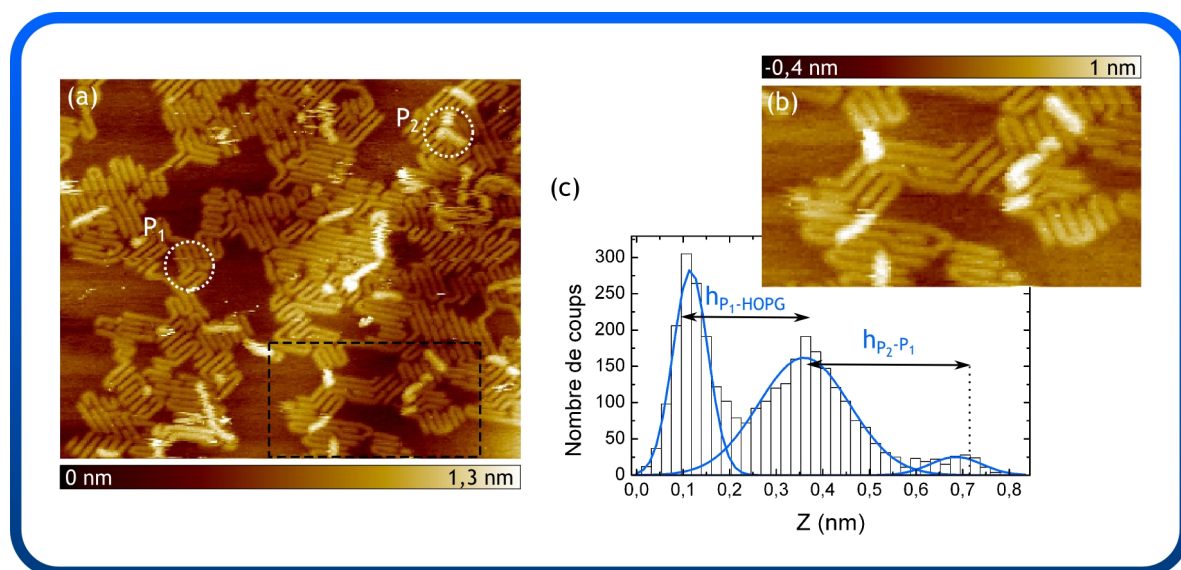 (a)
P2
P1
0 nm 1,3 nm
-0,4 nm 1 nm
(b)
(c)
hP1-HOPG
hP2-P1
Nombre de coups
300
250
200
150
100
50
0
0,0 0,1 0,2 0,3 0,4 0,5 0,6 0,7 0,8
Z (nm)